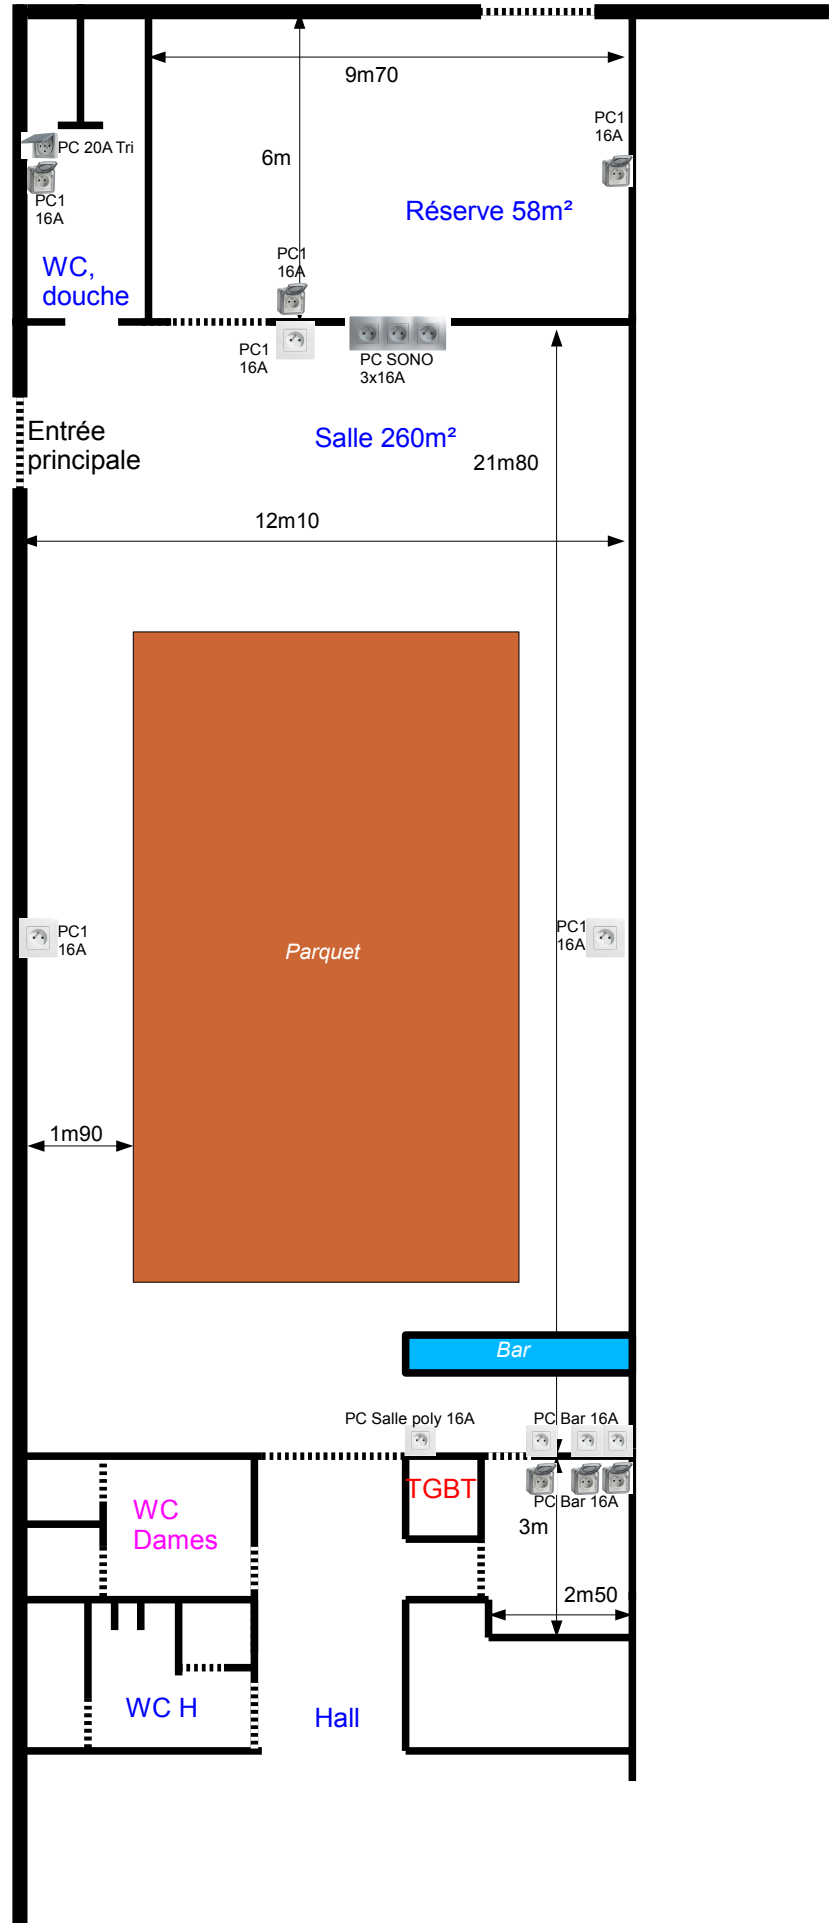 9m70
PC1
16A
PC 20A Tri
6m
PC1
16A
Réserve 58m²
PC1
16A
WC,
douche
PC1
16A
PC SONO
3x16A
Entrée
principale
Salle 260m²
21m80
12m10
PC1
16A
PC1
16A
Parquet
1m90
Bar
PC Salle poly 16A
PC Bar 16A
TGBT
PC Bar 16A
WC
Dames
3m
2m50
WC H
Hall